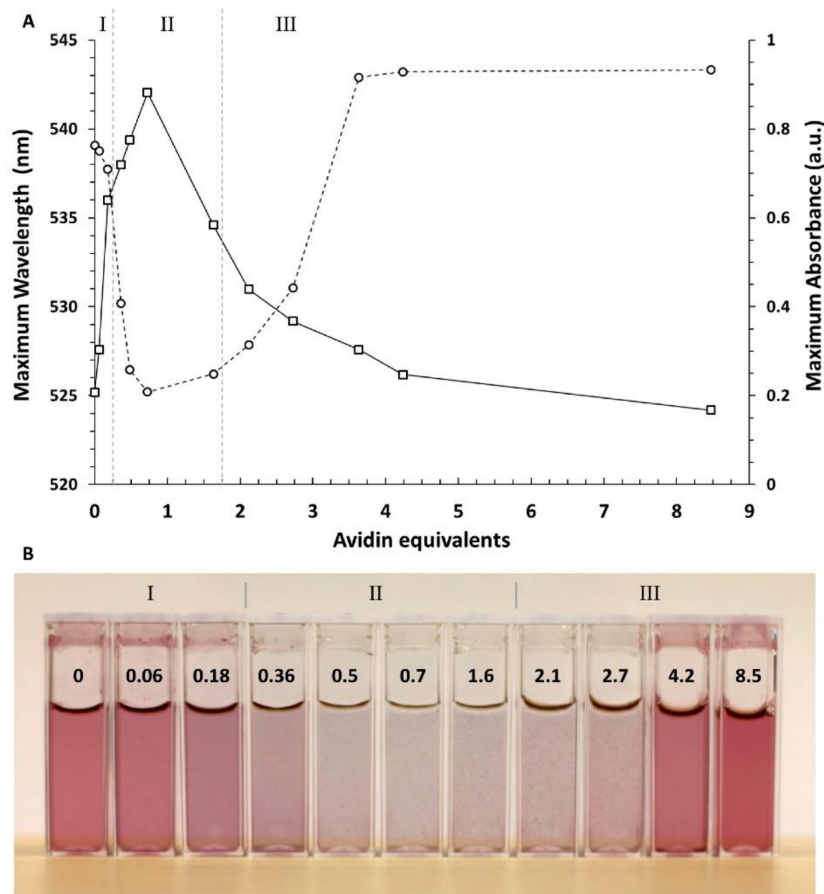 A
I II III
545
540
535
530
525
520
Maximum Wavelength (nm)
1
0.8
0.6
0.4
0.2
0
Maximum Absorbance (a.u.)
0 1 2 3 4 5 6 7 8 9
Avidin equivalents
B
I II III
0 0.06 0.18 0.36 0.5 0.7 1.6 2.1 2.7 4.2 8.5